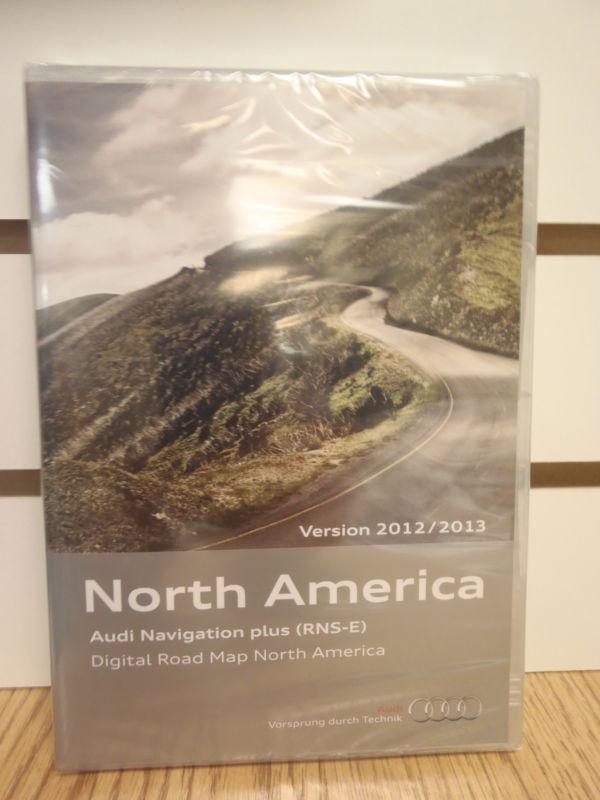 Version 2012/2013
North America
Audi Navigation plus (RNS-E)
Digital Road Map North America
Audi
Vorsprung durch Technik